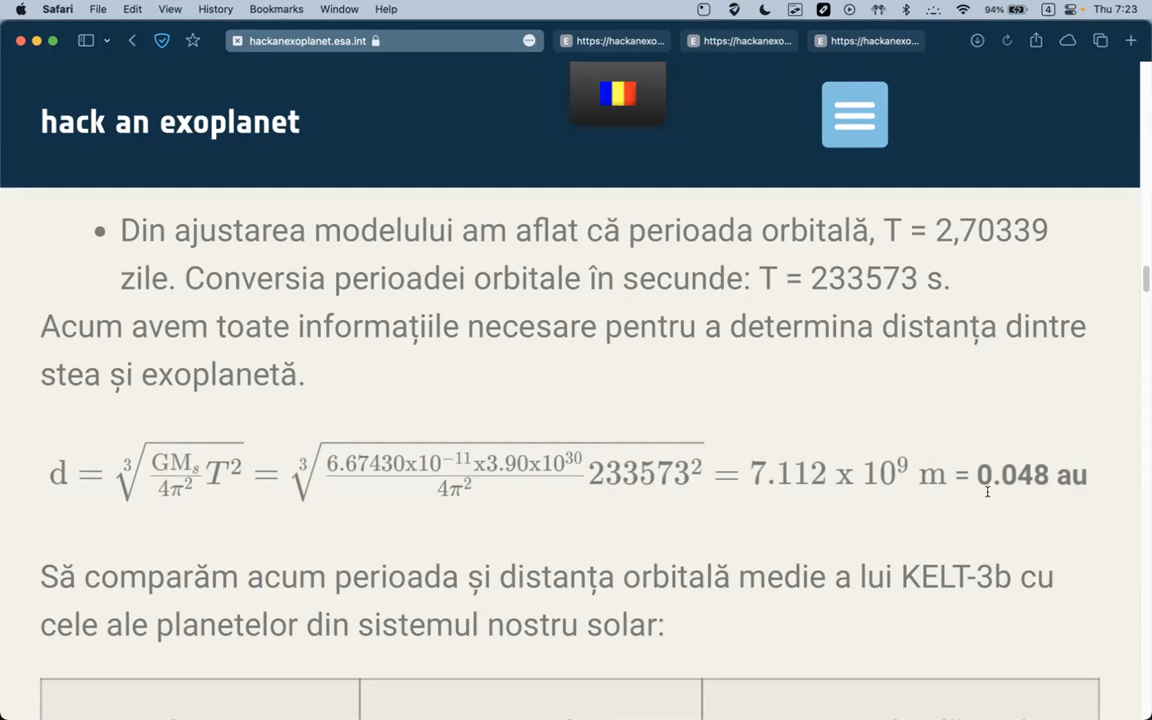 Safari File Edit View History Bookmarks Window Help 94% 4 Thu 7:23
hackanexoplanet.esa.int E https://hackanexo... E https://hackanexo... E https://hackanexo...
hack an exoplanet
• Din ajustarea modelului am aflat că perioada orbitală, T = 2,70339
zile. Conversia perioadei orbitale în secunde: T = 233573 s.
Acum avem toate informațiile necesare pentru a determina distanța dintre
stea și exoplanetă.
d = ∛(GMₛ/4π² T²) = ∛(6.67430x10⁻¹¹x3.90x10³⁰/4π² 233573²) = 7.112 x 10⁹ m = 0.048 au
Să comparăm acum perioada și distanța orbitală medie a lui KELT-3b cu
cele ale planetelor din sistemul nostru solar: